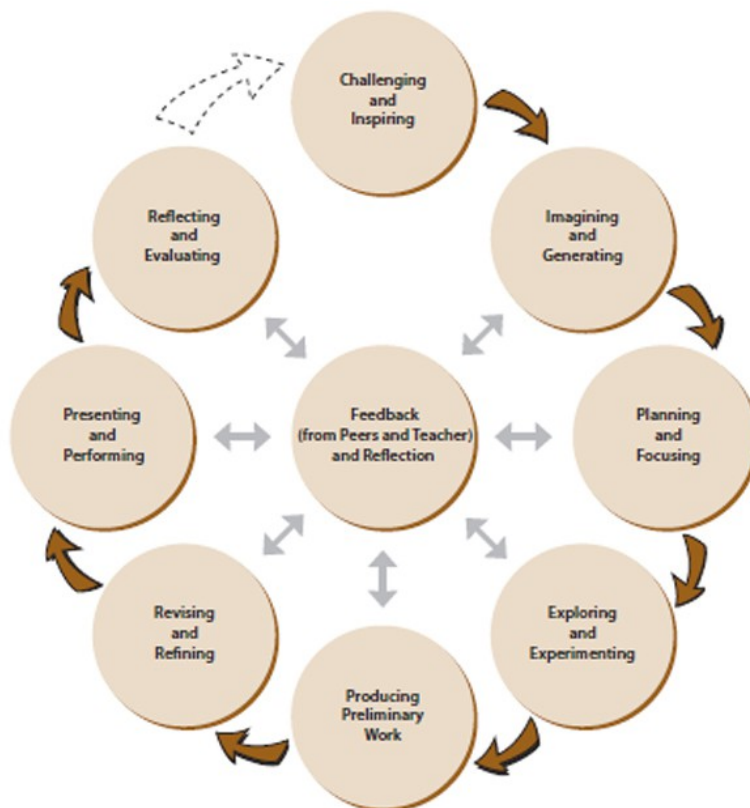 Challenging
and
Inspiring
Imagining
and
Generating
Planning
and
Focusing
Exploring
and
Experimenting
Producing
Preliminary
Work
Revising
and
Refining
Presenting
and
Performing
Reflecting
and
Evaluating
Feedback
(from Peers and Teacher)
and Reflection